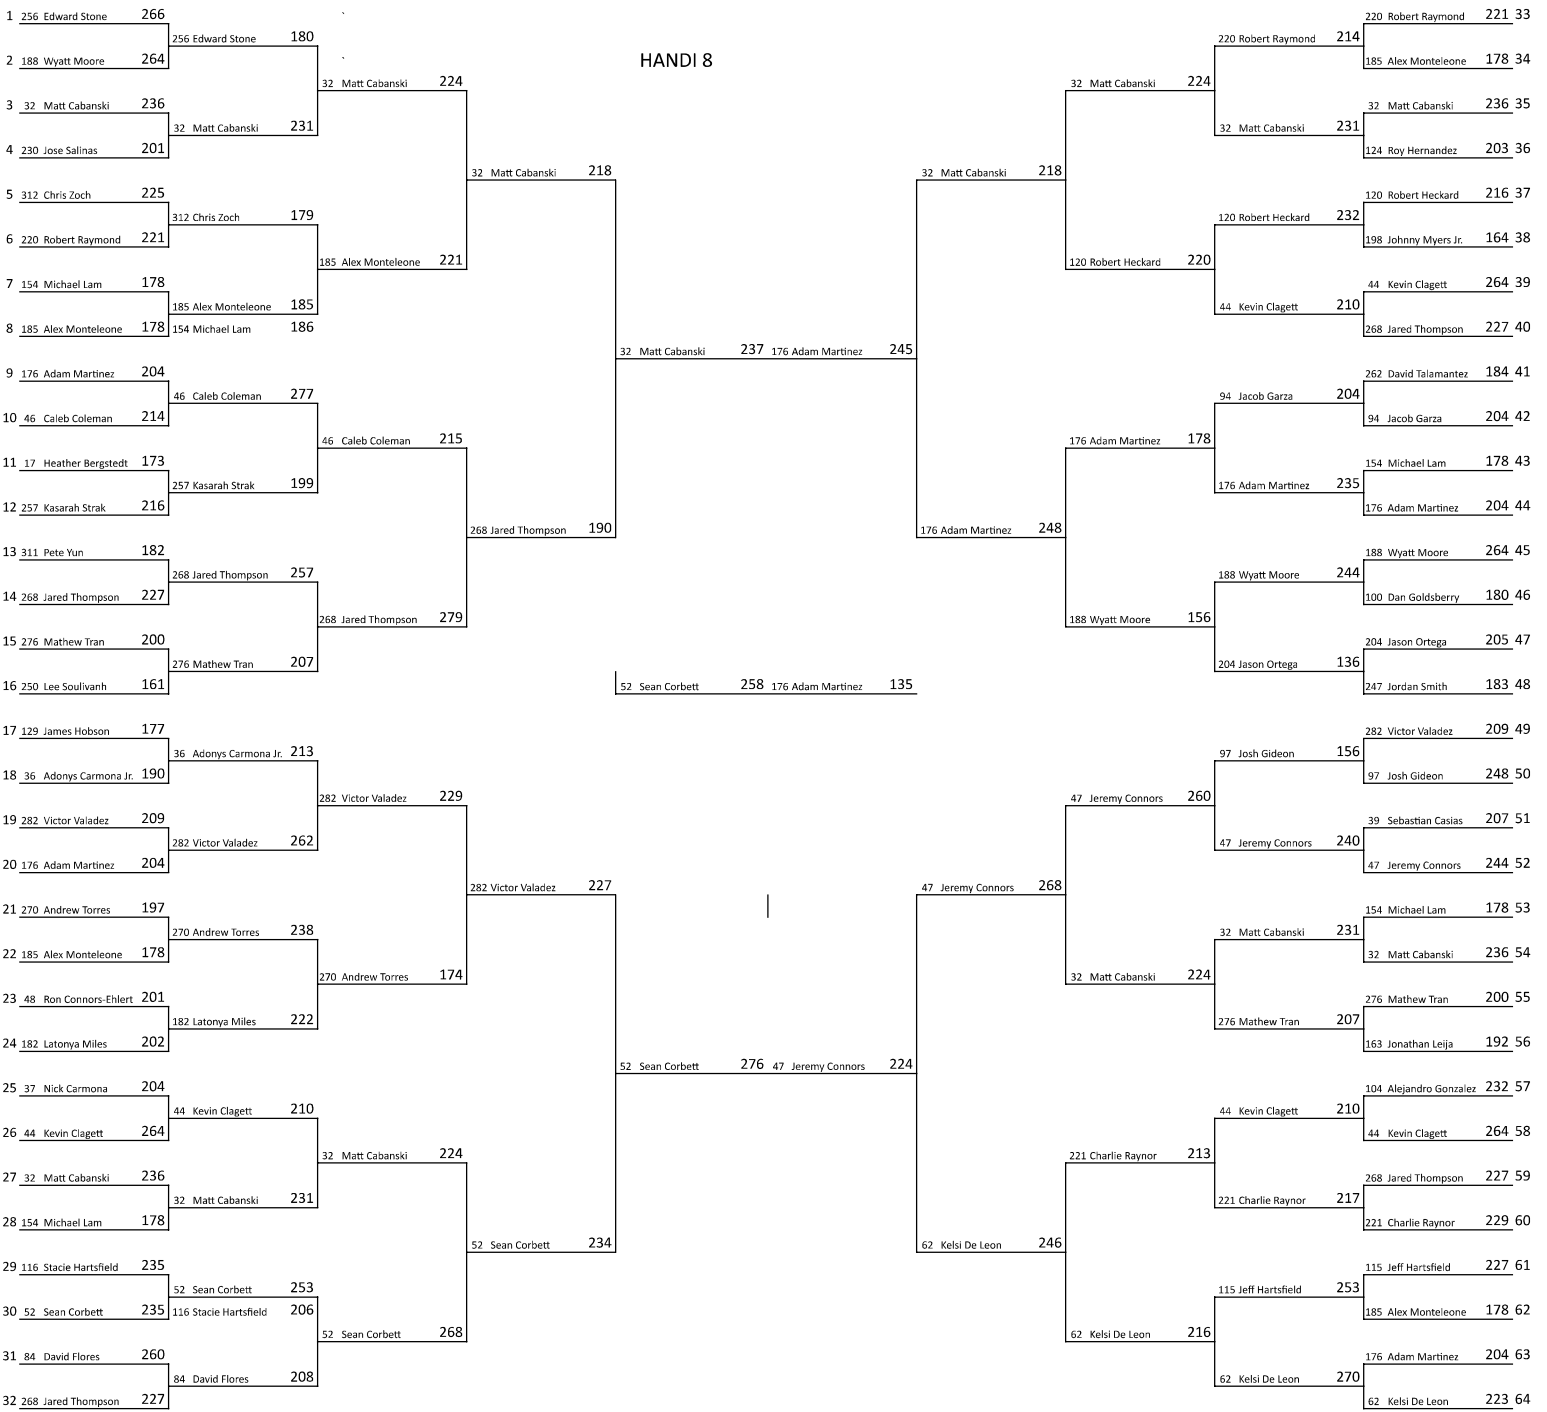 HANDI 8
1 256 Edward Stone 266
256 Edward Stone 180
2 188 Wyatt Moore 264
32 Matt Cabanski 224
3 32 Matt Cabanski 236
32 Matt Cabanski 231
4 230 Jose Salinas 201
32 Matt Cabanski 218
5 312 Chris Zoch 225
312 Chris Zoch 179
6 220 Robert Raymond 221
185 Alex Monteleone 221
7 154 Michael Lam 178
185 Alex Monteleone 185
8 185 Alex Monteleone 178
154 Michael Lam 186
32 Matt Cabanski 237
9 176 Adam Martinez 204
46 Caleb Coleman 277
10 46 Caleb Coleman 214
46 Caleb Coleman 215
11 17 Heather Bergstedt 173
257 Kasarah Strak 199
12 257 Kasarah Strak 216
268 Jared Thompson 190
13 311 Pete Yun 182
268 Jared Thompson 257
14 268 Jared Thompson 227
268 Jared Thompson 279
15 276 Mathew Tran 200
276 Mathew Tran 207
16 250 Lee Soulivanh 161
52 Sean Corbett 258
176 Adam Martinez 135
17 129 James Hobson 177
36 Adonys Carmona Jr. 213
18 36 Adonys Carmona Jr. 190
282 Victor Valadez 229
19 282 Victor Valadez 209
282 Victor Valadez 262
20 176 Adam Martinez 204
282 Victor Valadez 227
21 270 Andrew Torres 197
270 Andrew Torres 238
22 185 Alex Monteleone 178
270 Andrew Torres 174
23 48 Ron Connors-Ehlert 201
182 Latonya Miles 222
24 182 Latonya Miles 202
52 Sean Corbett 276
25 37 Nick Carmona 204
44 Kevin Clagett 210
26 44 Kevin Clagett 264
32 Matt Cabanski 224
27 32 Matt Cabanski 236
32 Matt Cabanski 231
28 154 Michael Lam 178
52 Sean Corbett 234
29 116 Stacie Hartsfield 235
52 Sean Corbett 253
30 52 Sean Corbett 235
116 Stacie Hartsfield 206
52 Sean Corbett 268
31 84 David Flores 260
84 David Flores 208
32 268 Jared Thompson 227
220 Robert Raymond 221 33
220 Robert Raymond 214
185 Alex Monteleone 178 34
32 Matt Cabanski 224
32 Matt Cabanski 236 35
32 Matt Cabanski 231
124 Roy Hernandez 203 36
32 Matt Cabanski 218
120 Robert Heckard 216 37
120 Robert Heckard 232
198 Johnny Myers Jr. 164 38
120 Robert Heckard 220
44 Kevin Clagett 264 39
44 Kevin Clagett 210
268 Jared Thompson 227 40
176 Adam Martinez 245
262 David Talamantez 184 41
94 Jacob Garza 204
94 Jacob Garza 204 42
176 Adam Martinez 178
154 Michael Lam 178 43
176 Adam Martinez 235
176 Adam Martinez 204 44
176 Adam Martinez 248
188 Wyatt Moore 264 45
188 Wyatt Moore 244
100 Dan Goldsberry 180 46
188 Wyatt Moore 156
204 Jason Ortega 205 47
204 Jason Ortega 136
247 Jordan Smith 183 48
282 Victor Valadez 209 49
97 Josh Gideon 156
97 Josh Gideon 248 50
47 Jeremy Connors 260
39 Sebastian Casias 207 51
47 Jeremy Connors 240
47 Jeremy Connors 244 52
47 Jeremy Connors 268
154 Michael Lam 178 53
32 Matt Cabanski 231
32 Matt Cabanski 236 54
32 Matt Cabanski 224
276 Mathew Tran 200 55
276 Mathew Tran 207
163 Jonathan Leija 192 56
47 Jeremy Connors 224
104 Alejandro Gonzalez 232 57
44 Kevin Clagett 210
44 Kevin Clagett 264 58
221 Charlie Raynor 213
268 Jared Thompson 227 59
221 Charlie Raynor 217
221 Charlie Raynor 229 60
62 Kelsi De Leon 246
115 Jeff Hartsfield 227 61
115 Jeff Hartsfield 253
185 Alex Monteleone 178 62
62 Kelsi De Leon 216
176 Adam Martinez 204 63
62 Kelsi De Leon 270
62 Kelsi De Leon 223 64